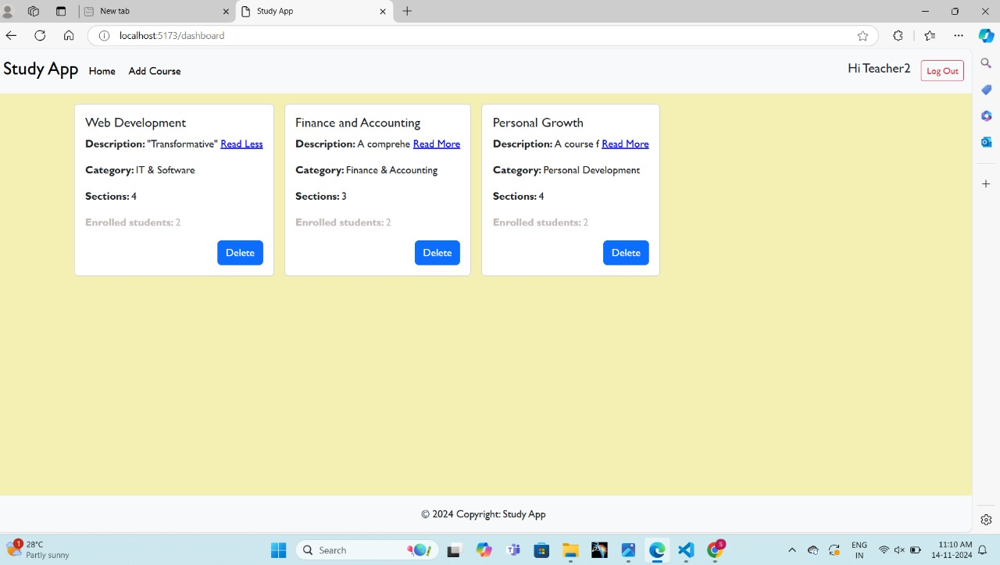 New tab
Study App
localhost:5173/dashboard
Study App Home Add Course Hi Teacher2 Log Out
Web Development
Description: "Transformative" Read Less
Category: IT & Software
Sections: 4
Enrolled students: 2
Delete
Finance and Accounting
Description: A comprehe Read More
Category: Finance & Accounting
Sections: 3
Enrolled students: 2
Delete
Personal Growth
Description: A course f Read More
Category: Personal Development
Sections: 4
Enrolled students: 2
Delete
© 2024 Copyright: Study App
1
28°C
Partly sunny
Search
S
ENG
IN
11:10 AM
14-11-2024